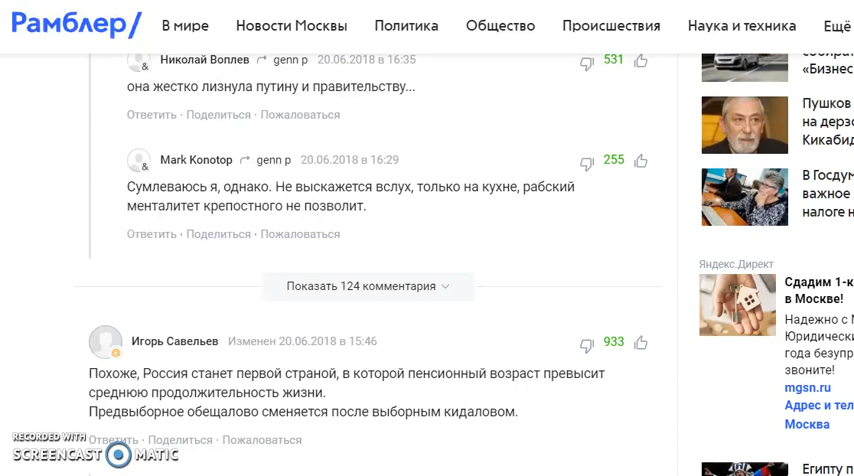 Рамблер/
В мире
Новости Москвы
Политика
Общество
Происшествия
Наука и техника
Ещё
Николай Воплев genn p 20.06.2018 в 16:35
531
она жестко лизнула путину и правительству...
Ответить · Поделиться · Пожаловаться
Mark Konotop genn p 20.06.2018 в 16:29
255
Сумлеваюсь я, однако. Не выскажется вслух, только на кухне, рабский
менталитет крепостного не позволит.
Ответить · Поделиться · Пожаловаться
Показать 124 комментария
Игорь Савельев Изменен 20.06.2018 в 15:46
933
Похоже, Россия станет первой страной, в которой пенсионный возраст превысит
среднюю продолжительность жизни.
Предвыборное обещалово сменяется после выборным кидаловом.
Ответить · Поделиться · Пожаловаться
«Бизнес
Пушков
на дерзо
Кикабид
В Госдум
важное
налоге н
Яндекс.Директ
Сдадим 1-к
в Москве!
Надежно с М
Юридически
года безупр
звоните!
mgsn.ru
Адрес и тел
Москва
Египту п
RECORDED WITH
SCREENCAST MATIC